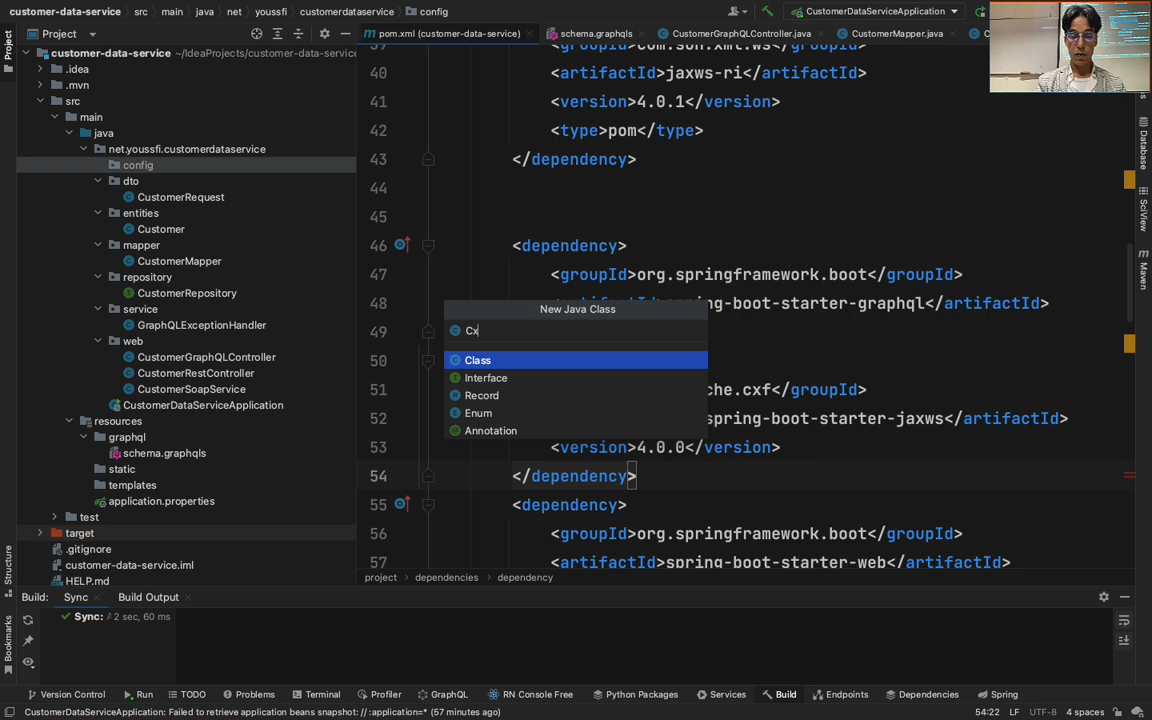 customer-data-service src main java net youssfi customerdataservice config CustomerDataServiceApplication
Project pom.xml (customer-data-service) schema.graphqls CustomerGraphQLController.java CustomerMapper.java
customer-data-service ~/IdeaProjects/customer-data-service
.idea
.mvn
src
main
java
net.youssfi.customerdataservice
config
dto
CustomerRequest
entities
Customer
mapper
CustomerMapper
repository
CustomerRepository
service
GraphQLExceptionHandler
web
CustomerGraphQLController
CustomerRestController
CustomerSoapService
CustomerDataServiceApplication
resources
graphql
schema.graphqls
static
templates
application.properties
test
target
.gitignore
customer-data-service.iml
HELP.md
40 <artifactId>jaxws-ri</artifactId>
41 <version>4.0.1</version>
42 <type>pom</type>
43 </dependency>
44
45
46 <dependency>
47 <groupId>org.springframework.boot</groupId>
48 spring-boot-starter-graphql</artifactId>
49
50
51 che.cxf</groupId>
52 spring-boot-starter-jaxws</artifactId>
53 <version>4.0.0</version>
54 </dependency>
55 <dependency>
56 <groupId>org.springframework.boot</groupId>
57 <artifactId>spring-boot-starter-web</artifactId>
New Java Class
Cx
Class
Interface
Record
Enum
Annotation
project dependencies dependency
Project
Structure
Bookmarks
Database
SciView
Maven
Build: Sync Build Output
Sync: 2 sec, 60 ms
Version Control Run TODO Problems Terminal Profiler GraphQL RN Console Free Python Packages Services Build Endpoints Dependencies Spring
CustomerDataServiceApplication: Failed to retrieve application beans snapshot: // :application=* (57 minutes ago) 54:22 LF UTF-8 4 spaces